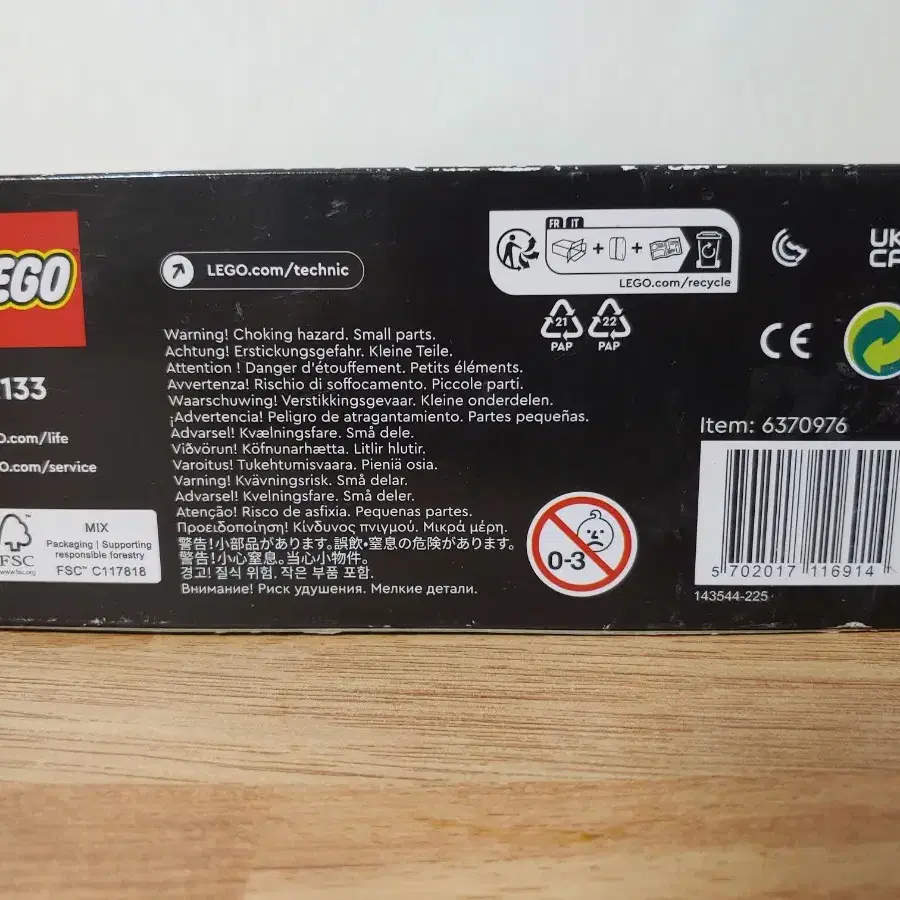 LEGO.com/technic
FR IT
LEGO.com/recycle
21
PAP
22
PAP
CE
Warning! Choking hazard. Small parts.
Achtung! Erstickungsgefahr. Kleine Teile.
Attention ! Danger d'étouffement. Petits éléments.
Avvertenza! Rischio di soffocamento. Piccole parti.
Waarschuwing! Verstikkingsgevaar. Kleine onderdelen.
¡Advertencia! Peligro de atragantamiento. Partes pequeñas.
Advarsel! Kvælningsfare. Små dele.
Viðvörun! Köfnunarhætta. Litlir hlutir.
Varoitus! Tukehtumisvaara. Pieniä osia.
Varning! Kvävningsrisk. Små delar.
Advarsel! Kvelningsfare. Små deler.
Atenção! Risco de asfixia. Pequenas partes.
Προειδοποίηση! Κίνδυνος πνιγμού. Μικρά μέρη.
警告!小部品があります。誤飲•窒息の危険があります。
警告!小心窒息。当心小物件。
경고! 질식 위험. 작은 부품 포함.
Внимание! Риск удушения. Мелкие детали.
EGO
133
O.com/life
O.com/service
FSC
www.fsc.org
MIX
Packaging | Supporting
responsible forestry
FSC™ C117818
0-3
UK
CA
Item: 6370976
5 702017 116914
143544-225